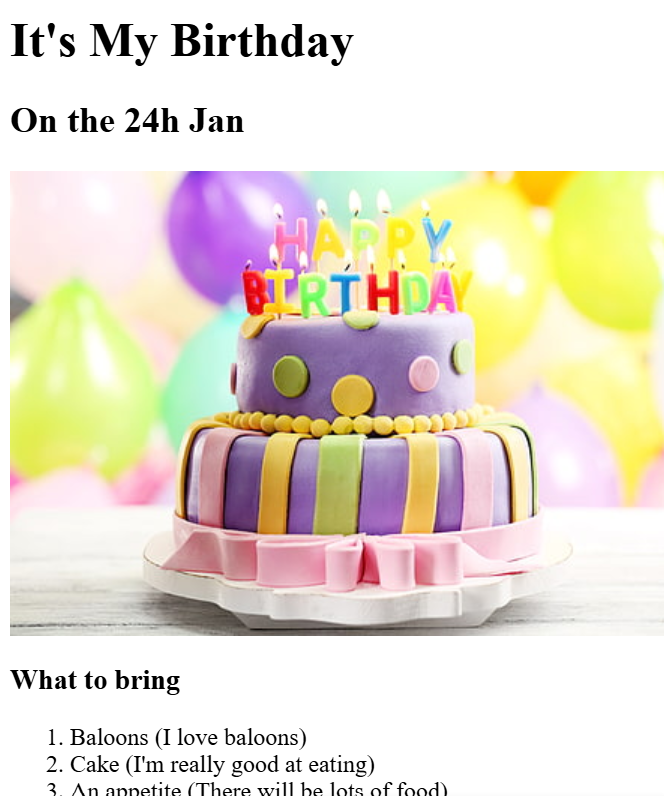 It's My Birthday
On the 24h Jan
HAPPY
BIRTHDAY
What to bring
1. Baloons (I love baloons)
2. Cake (I'm really good at eating)
3. An appetite (There will be lots of food)